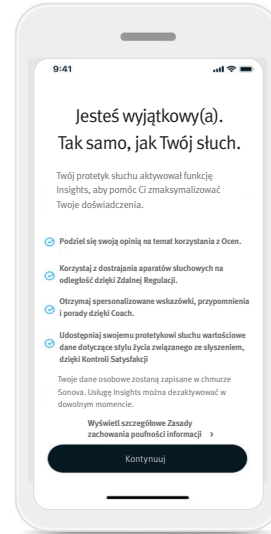 9:41
Jesteś wyjątkowy(a).
Tak samo, jak Twój słuch.
Twój protetyk słuchu aktywował funkcję
Insights, aby pomóc Ci zmaksymalizować
Twoje doświadczenia.
Podziel się swoją opinią na temat korzystania z Ocen.
Korzystaj z dostrajania aparatów słuchowych na
odległość dzięki Zdalnej Regulacji.
Otrzymaj spersonalizowane wskazówki, przypomnienia
i porady dzięki Coach.
Udostępniaj swojemu protetykowi słuchu wartościowe
dane dotyczące stylu życia związanego ze słyszeniem,
dzięki Kontroli Satysfakcji
Twoje dane osobowe zostaną zapisane w chmurze
Sonova. Usługę Insights można dezaktywować w
dowolnym momencie.
Wyświetl szczegółowe Zasady
zachowania poufności informacji >
Kontynuuj